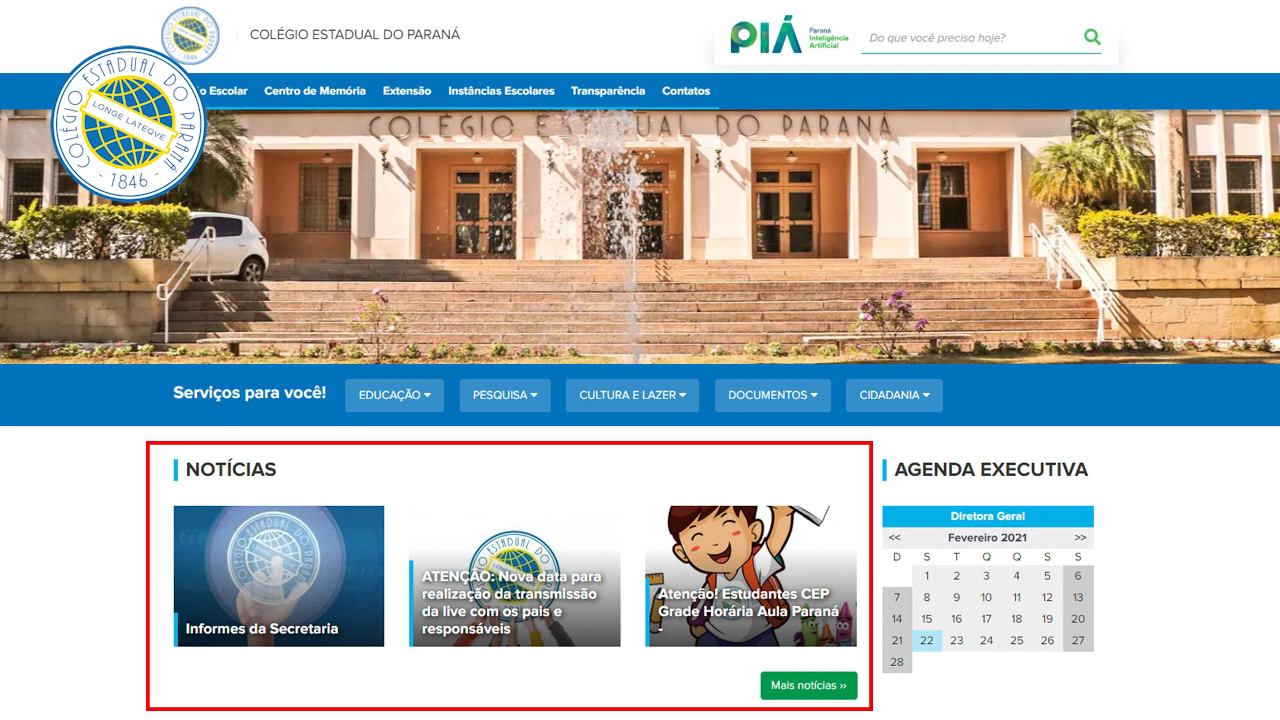 COLÉGIO ESTADUAL DO PARANÁ
PIÁ
Paraná
Inteligência
Artificial
Do que você precisa hoje?
COLÉGIO ESTADUAL DO PARANÁ
LONGE LATEQVE
- 1846 -
o Escolar Centro de Memória Extensão Instâncias Escolares Transparência Contatos
COLÉGIO ESTADUAL DO PARANÁ
Serviços para você! EDUCAÇÃO PESQUISA CULTURA E LAZER DOCUMENTOS CIDADANIA
NOTÍCIAS
Informes da Secretaria
ATENÇÃO: Nova data para
realização da transmissão
da live com os pais e
responsáveis
Atenção! Estudantes CEP
Grade Horária Aula Paraná
-
Mais notícias ››
AGENDA EXECUTIVA
Diretora Geral
<< Fevereiro 2021 >>
D S T Q Q S S
1 2 3 4 5 6
7 8 9 10 11 12 13
14 15 16 17 18 19 20
21 22 23 24 25 26 27
28